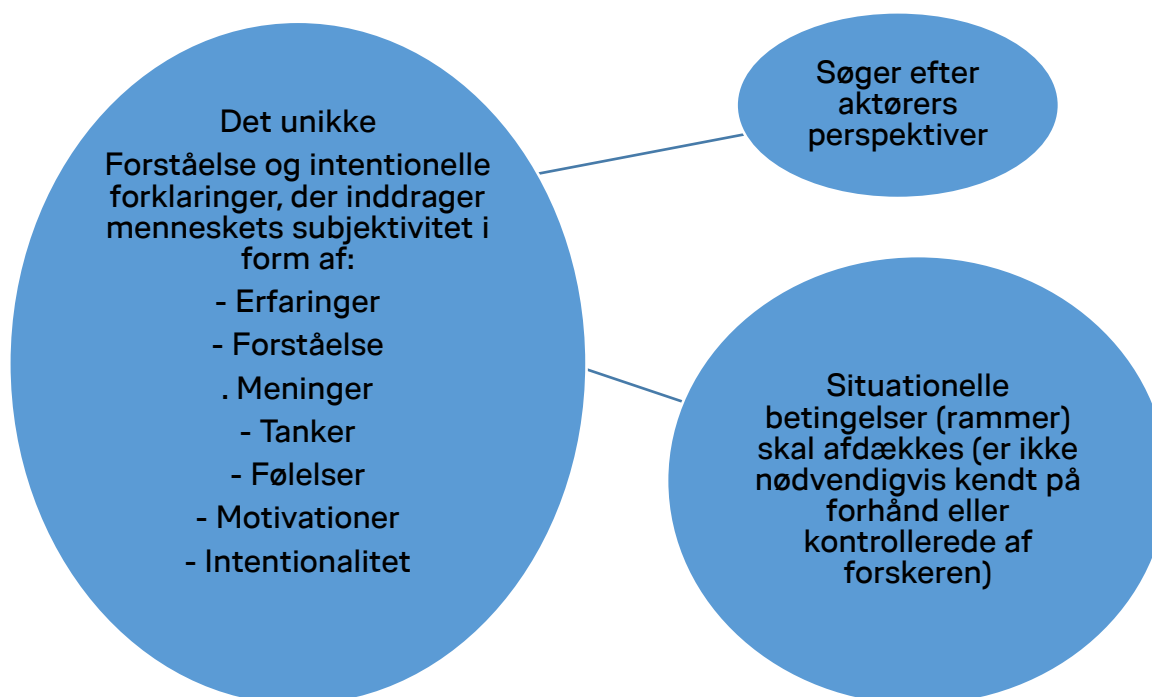 Det unikke
Forståelse og intentionelle
forklaringer, der inddrager
menneskets subjektivitet i
form af:
- Erfaringer
- Forståelse
. Meninger
- Tanker
- Følelser
- Motivationer
- Intentionalitet
Søger efter
aktørers
perspektiver
Situationelle
betingelser (rammer)
skal afdækkes (er ikke
nødvendigvis kendt på
forhånd eller
kontrollerede af
forskeren)